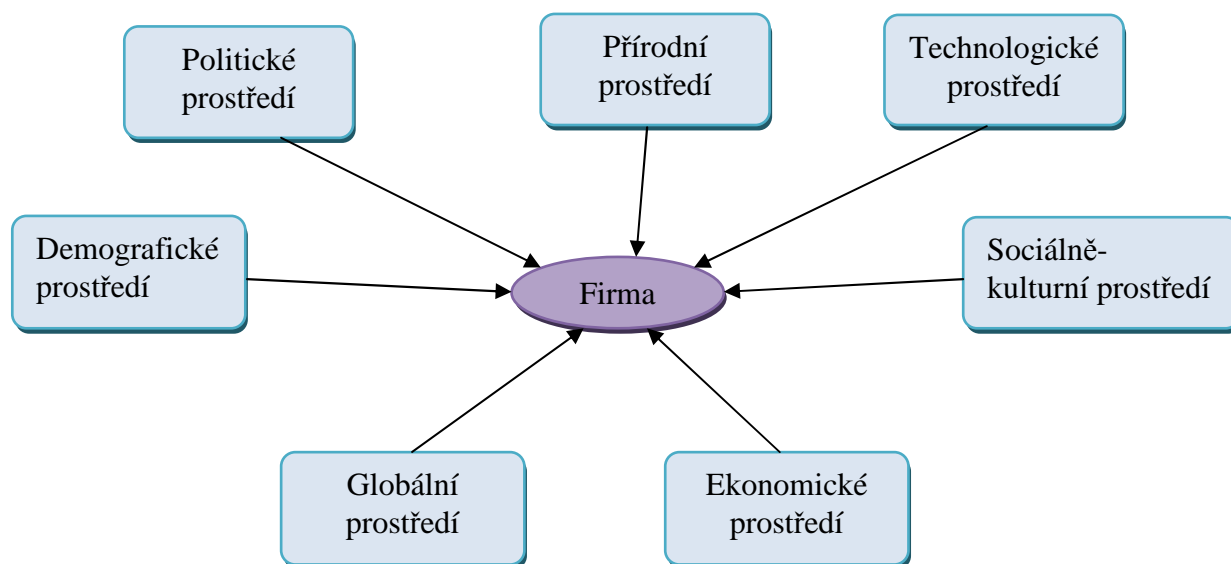 Politické
prostředí
Přírodní
prostředí
Technologické
prostředí
Demografické
prostředí
Firma
Sociálně-
kulturní prostředí
Globální
prostředí
Ekonomické
prostředí